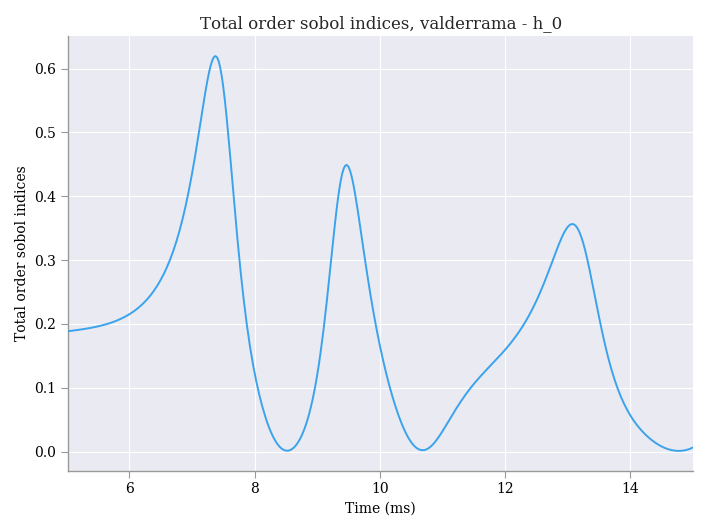 Total order sobol indices, valderrama - h_0
Total order sobol indices
0.6
0.5
0.4
0.3
0.2
0.1
0.0
6 8 10 12 14
Time (ms)